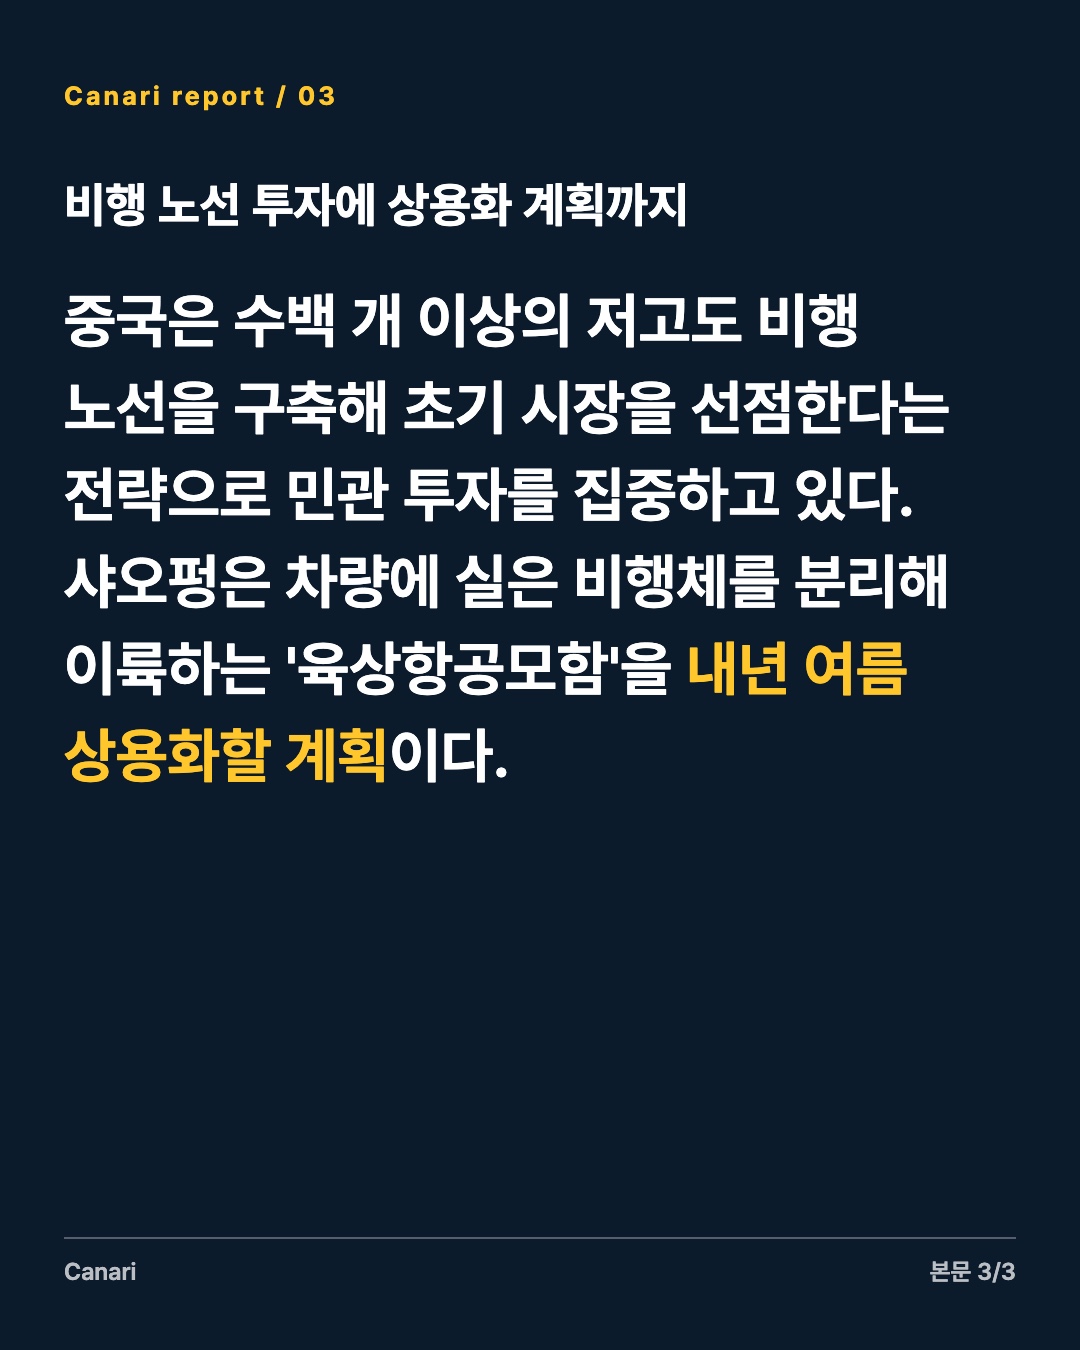 Canari report / 03
비행 노선 투자에 상용화 계획까지
중국은 수백 개 이상의 저고도 비행
노선을 구축해 초기 시장을 선점한다는
전략으로 민관 투자를 집중하고 있다.
샤오펑은 차량에 실은 비행체를 분리해
이륙하는 '육상항공모함'을 내년 여름
상용화할 계획이다.
Canari
본문 3/3